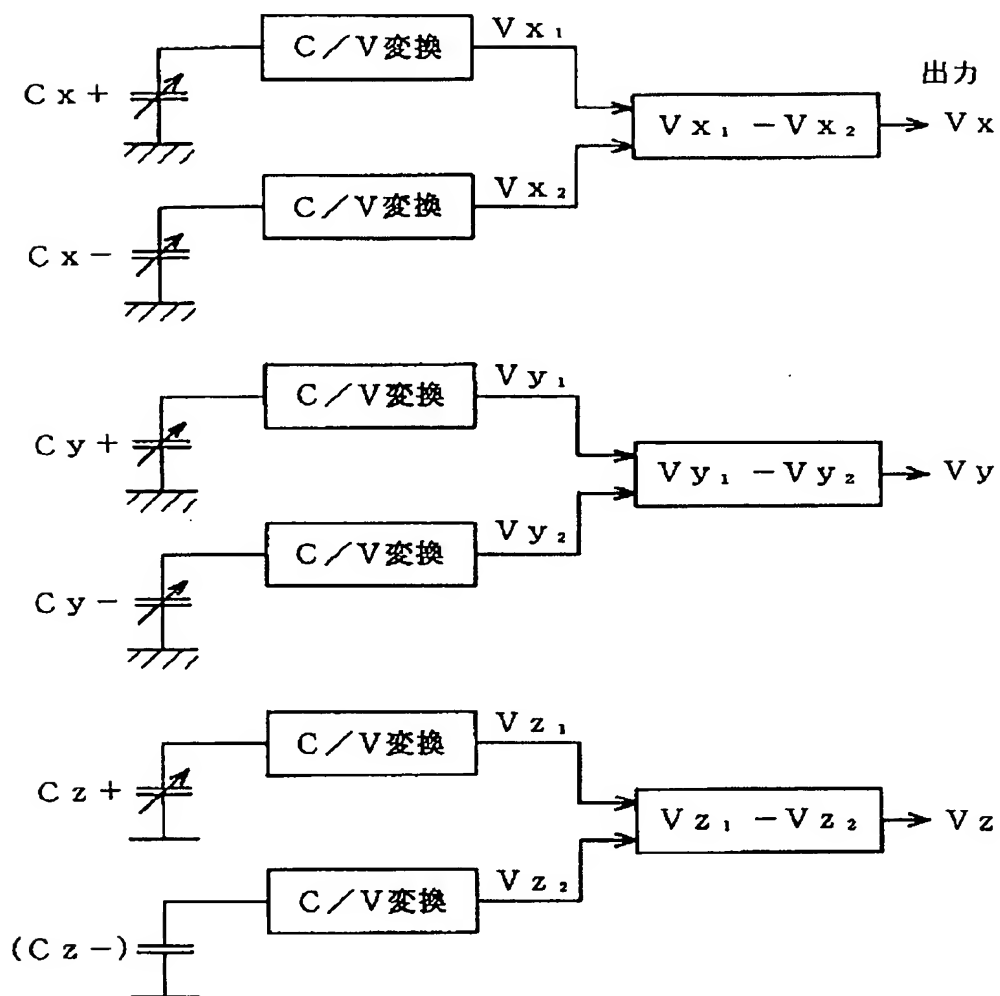 C/V変換
Vx₁
出力
Cx+
Vx₁-Vx₂
Vx
C/V変換
Vx₂
Cx-
C/V変換
Vy₁
Cy+
Vy₁-Vy₂
Vy
C/V変換
Vy₂
Cy-
C/V変換
Vz₁
Cz+
Vz₁-Vz₂
Vz
C/V変換
Vz₂
(Cz-)